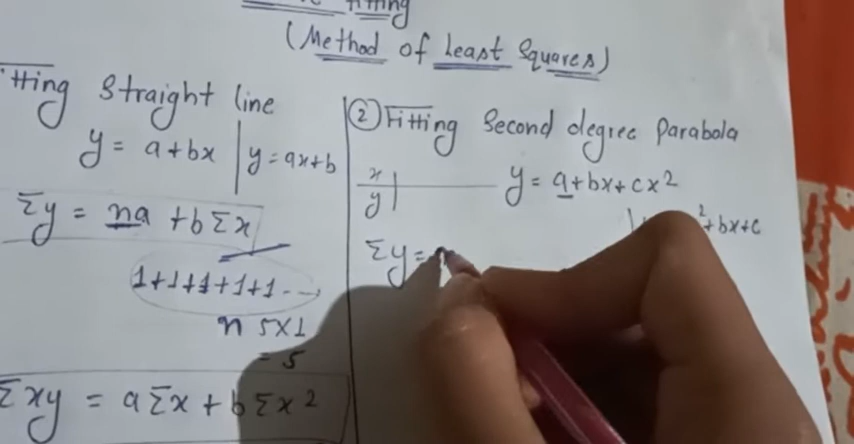 Fitting
(Method of Least Squares)
Straight line
y = a+bx | y=ax+b
Σy = na + bΣx
1+1+1+1+1...
n 5×1
= 5
Σxy = aΣx + bΣx²
② Fitting Second degree Parabola
x
y
y = a+bx+cx²
²+bx+c
Σy=